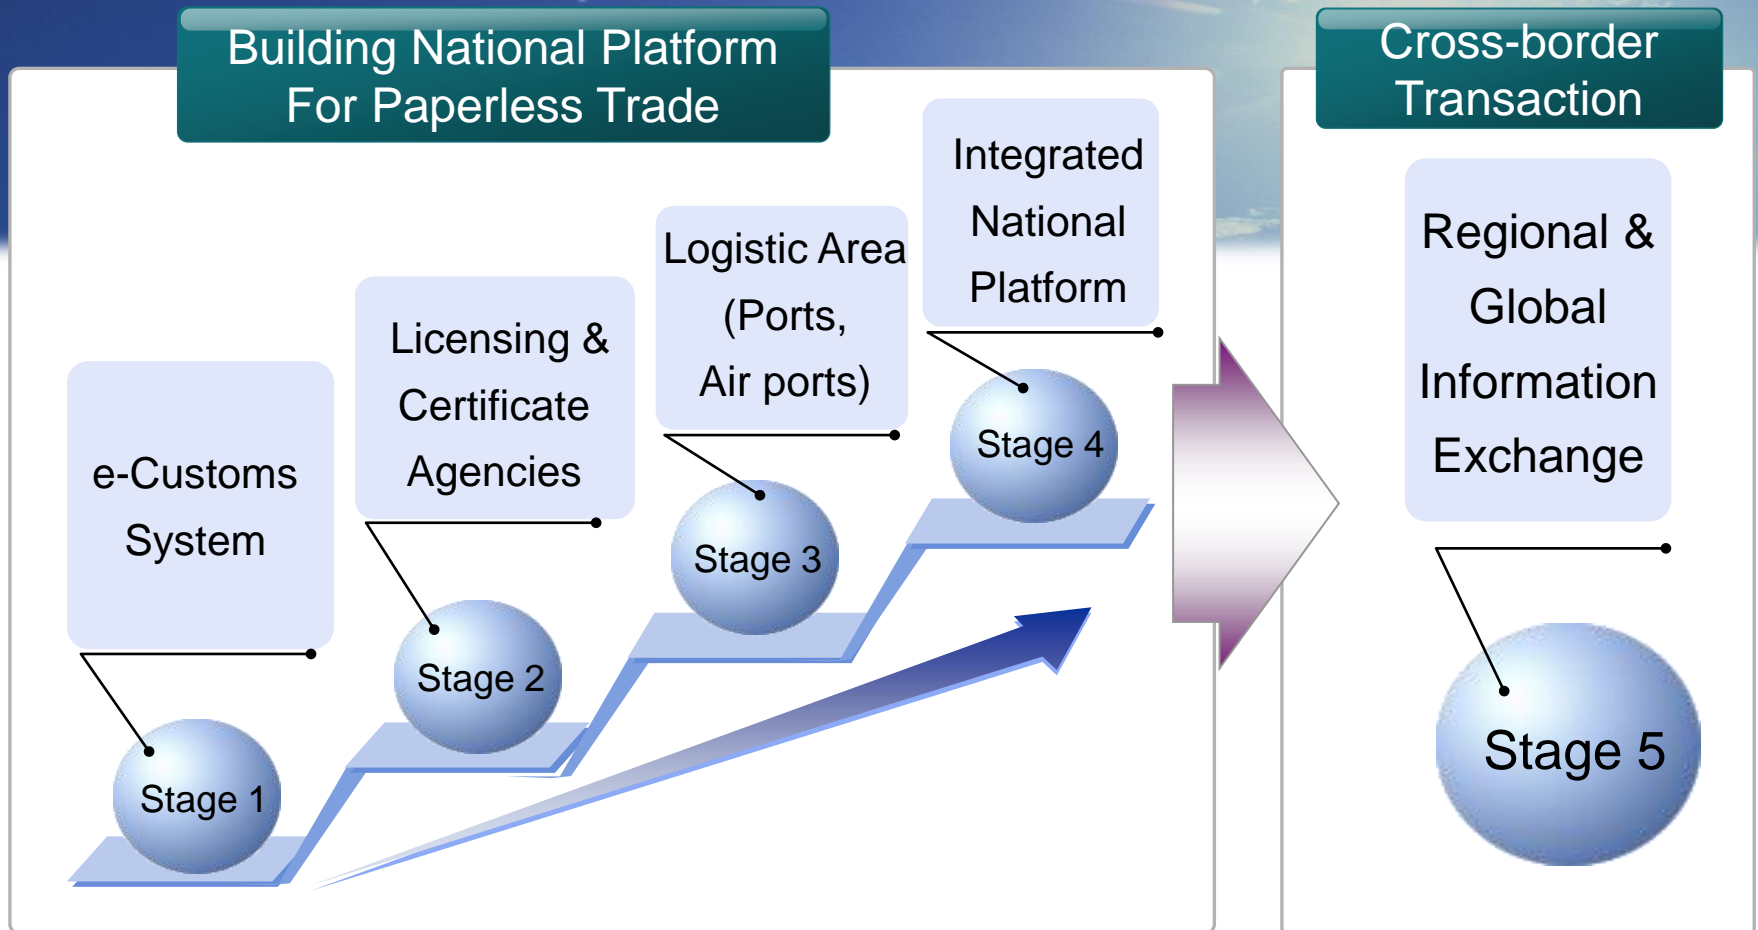 Building National Platform
For Paperless Trade
Cross-border
Transaction
e-Customs
System
Stage 1
Licensing &
Certificate
Agencies
Stage 2
Logistic Area
(Ports,
Air ports)
Stage 3
Integrated
National
Platform
Stage 4
Regional &
Global
Information
Exchange
Stage 5